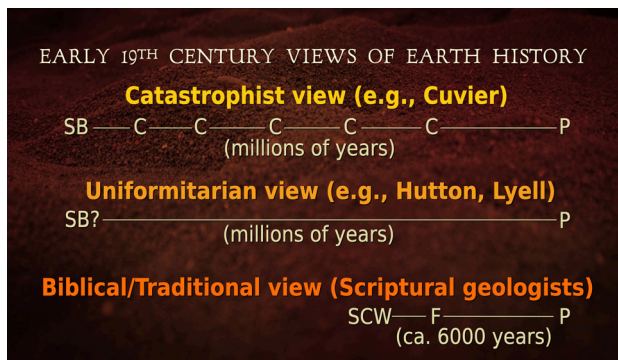 EARLY 19TH CENTURY VIEWS OF EARTH HISTORY
Catastrophist view (e.g., Cuvier)
SB C C C C C P
(millions of years)
Uniformitarian view (e.g., Hutton, Lyell)
SB? P
(millions of years)
Biblical/Traditional view (Scriptural geologists)
SCW F P
(ca. 6000 years)